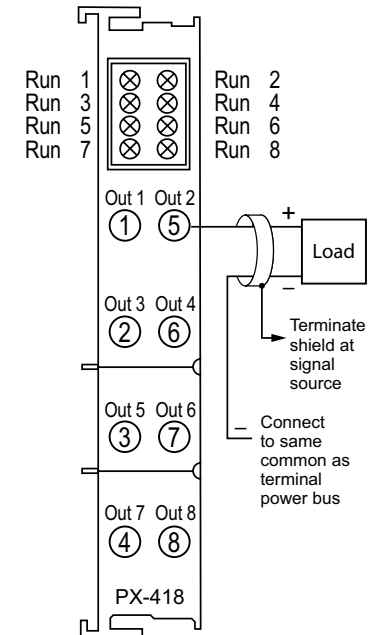 Run 1 Run 2
Run 3 Run 4
Run 5 Run 6
Run 7 Run 8
Out 1 Out 2
1 5
+
Load
–
Out 3 Out 4
2 6
Terminate
shield at
signal
source
Out 5 Out 6
3 7
– Connect
to same
common as
terminal
power bus
Out 7 Out 8
4 8
PX-418